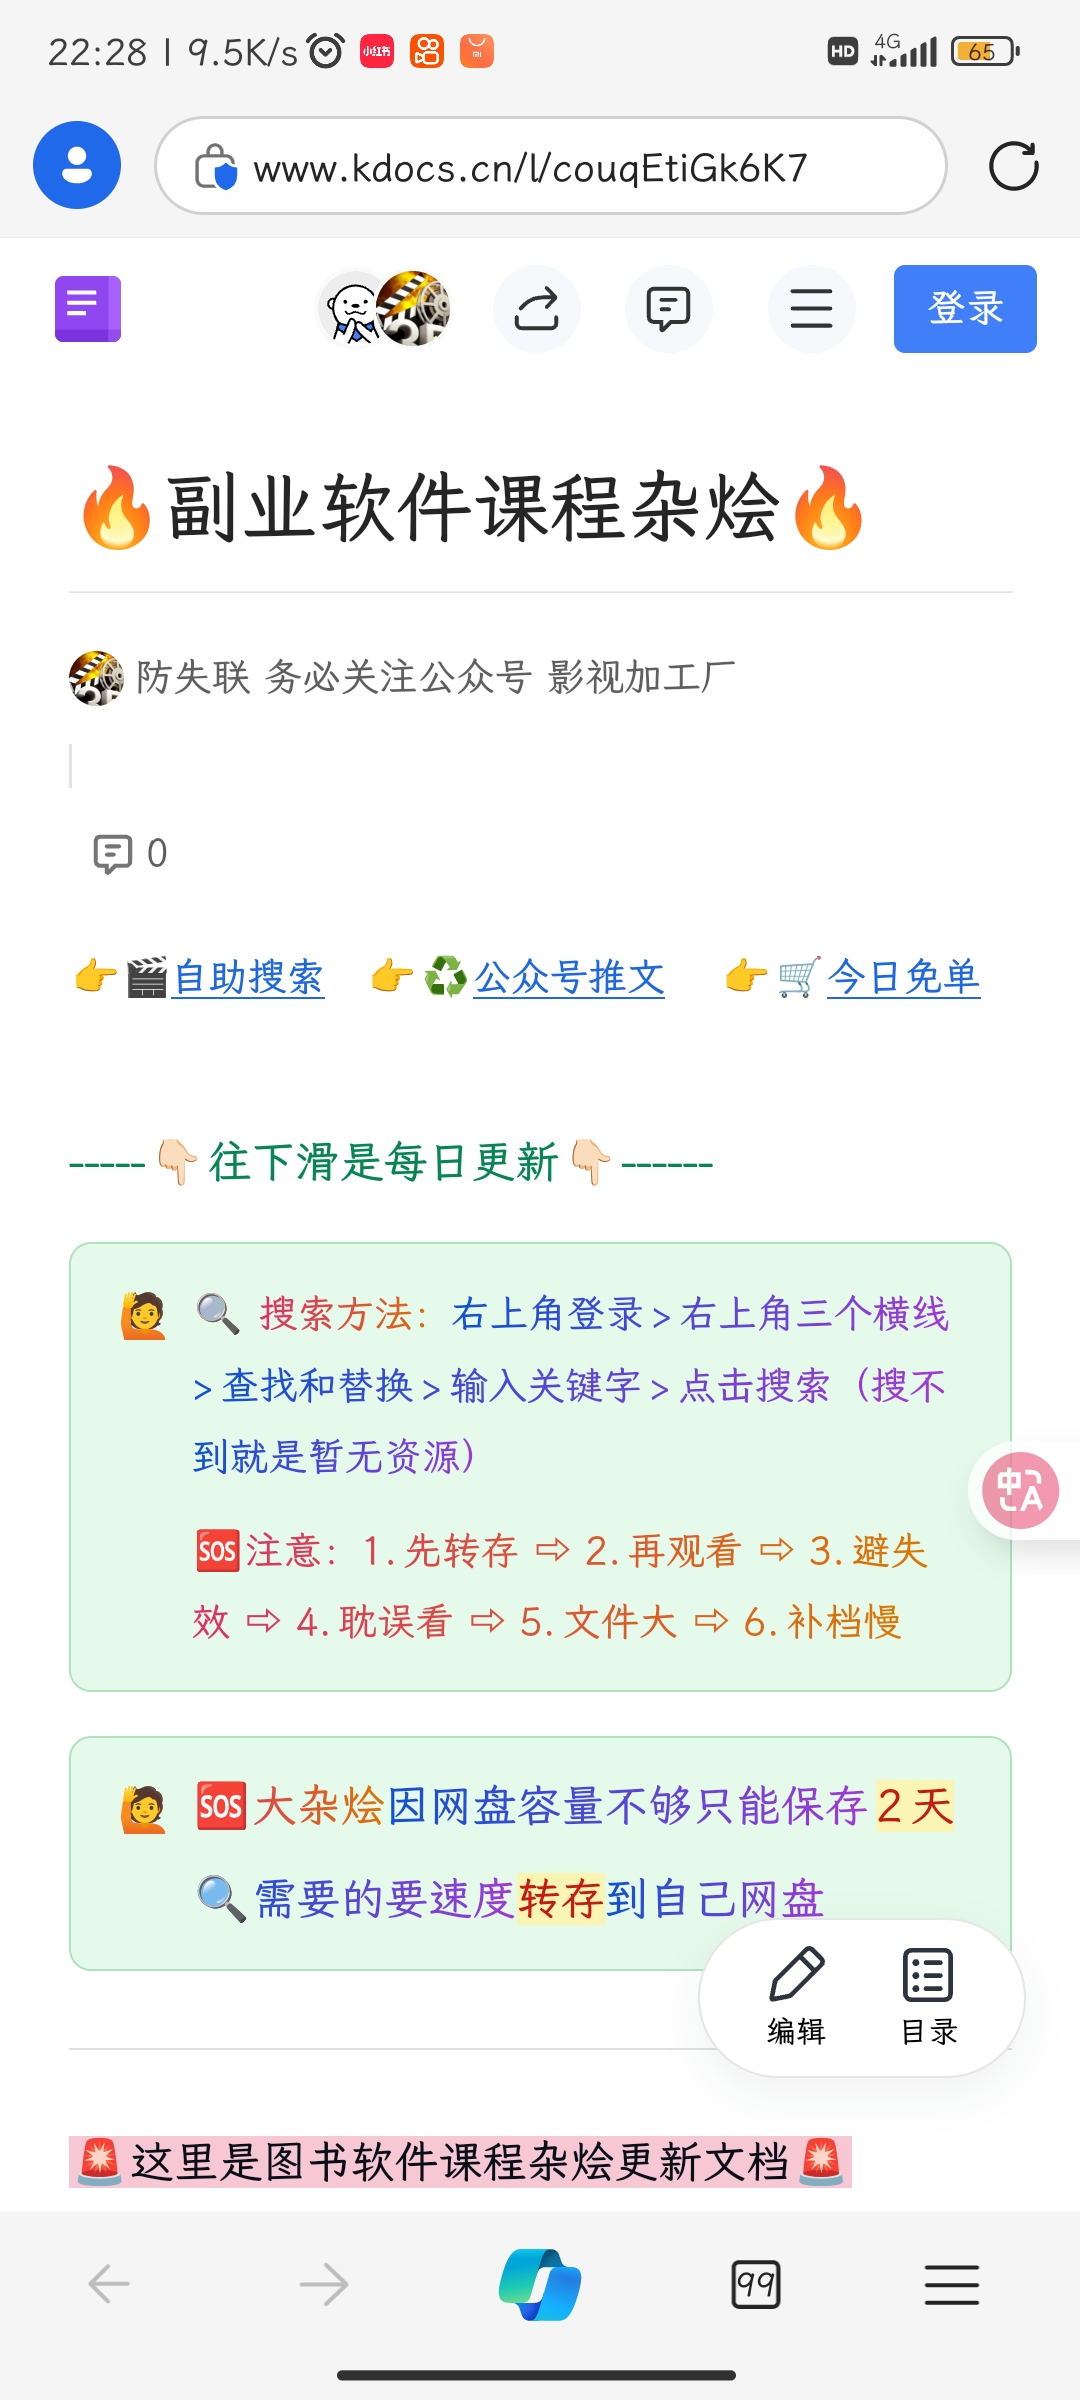 22:28 | 9.5K/s 小红书 HD 4G 65
www.kdocs.cn/l/couqEtiGk6K7
登录
🔥副业软件课程杂烩🔥
防失联 务必关注公众号 影视加工厂
0
👉🎬自助搜索 👉♻️公众号推文 👉🛒今日免单
-----👇🏻往下滑是每日更新👇🏻------
🙋 🔍 搜索方法：右上角登录>右上角三个横线
>查找和替换>输入关键字>点击搜索（搜不
到就是暂无资源）
🆘注意：1.先转存 ⇨ 2.再观看 ⇨ 3.避失
效 ⇨ 4.耽误看 ⇨ 5.文件大 ⇨ 6.补档慢
中A
🙋 🆘大杂烩因网盘容量不够只能保存2天
🔍需要的要速度转存到自己网盘
编辑 目录
🚨这里是图书软件课程杂烩更新文档🚨
99